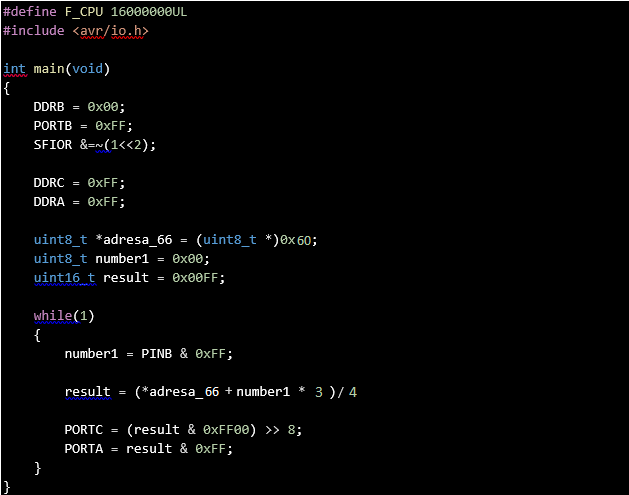 #define F_CPU 16000000UL
#include <avr/io.h>
int main(void)
{
DDRB = 0x00;
PORTB = 0xFF;
SFIOR &=~(1<<2);
DDRC = 0xFF;
DDRA = 0xFF;
uint8_t *adresa_66 = (uint8_t *)0x60;
uint8_t number1 = 0x00;
uint16_t result = 0x00FF;
while(1)
{
number1 = PINB & 0xFF;
result = (*adresa_66 + number1 * 3 )/ 4
PORTC = (result & 0xFF00) >> 8;
PORTA = result & 0xFF;
}
}